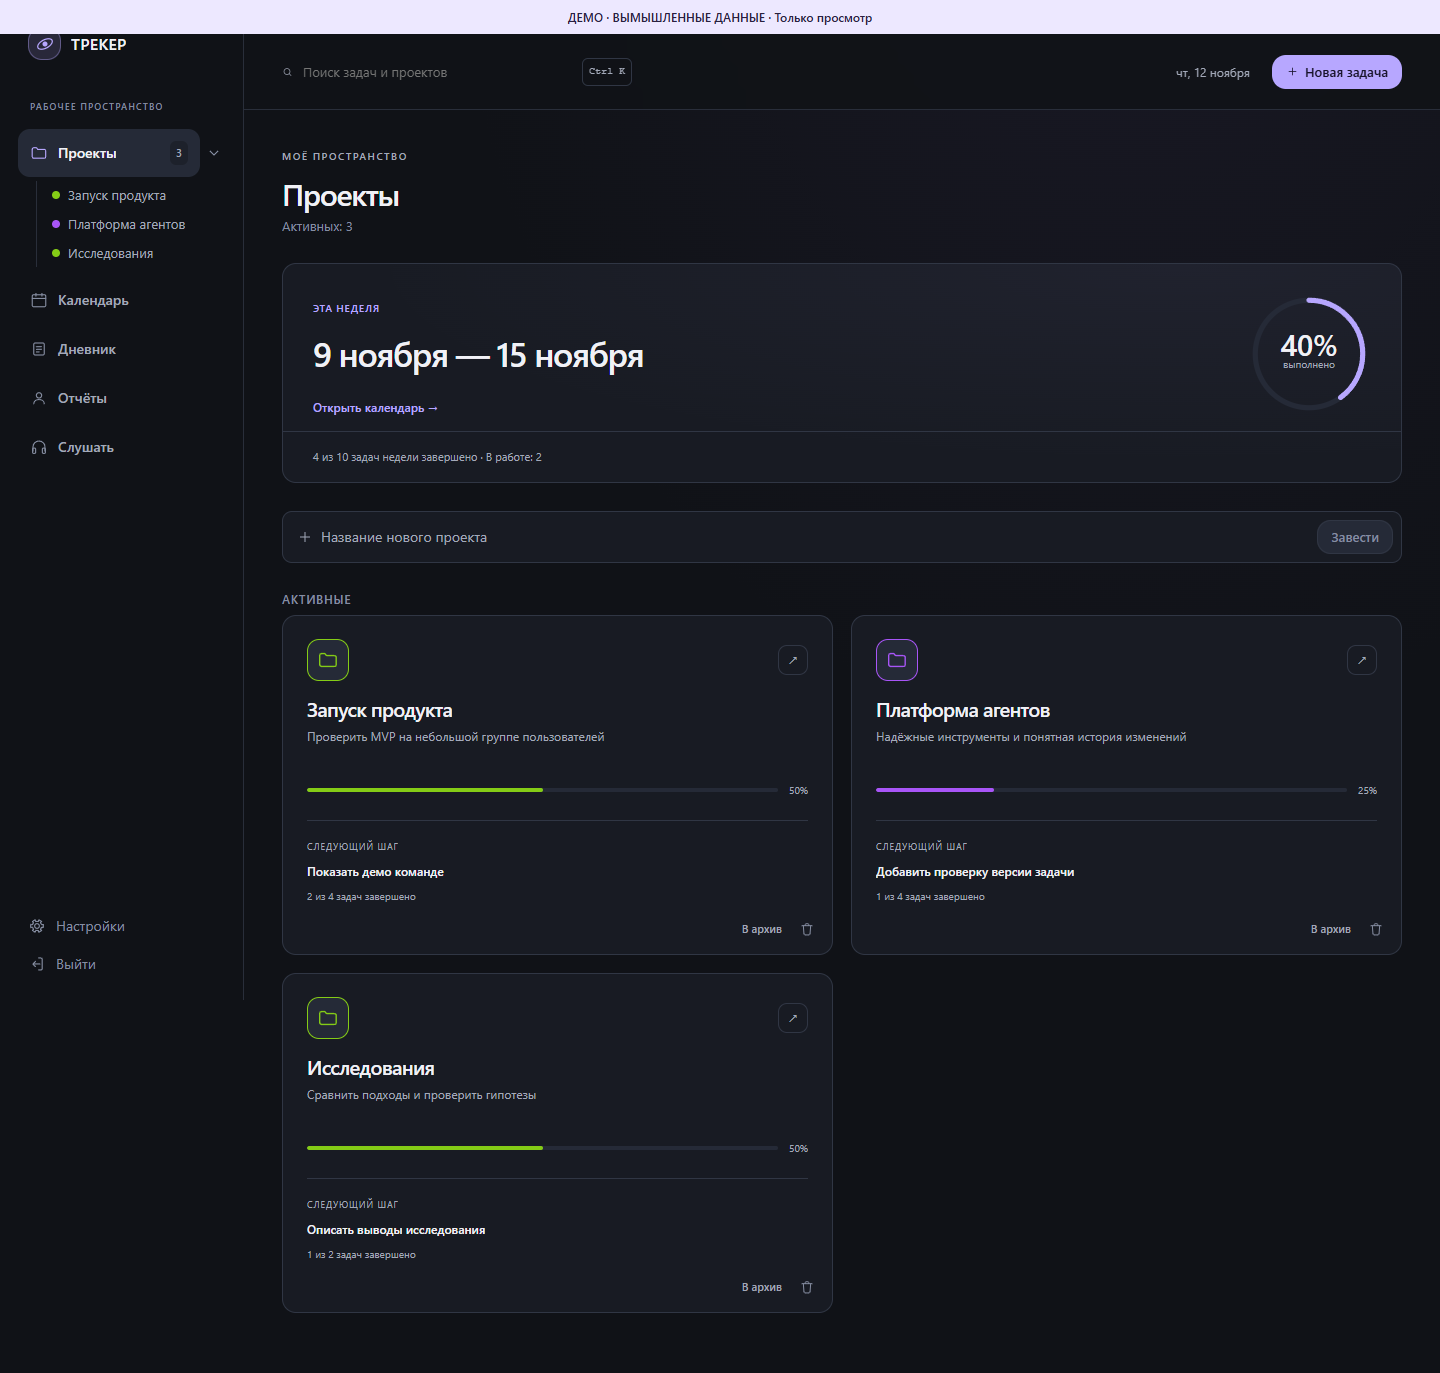 ДЕМО · ВЫМЫШЛЕННЫЕ ДАННЫЕ · Только просмотр
ТРЕКЕР
Поиск задач и проектов
Ctrl K
чт, 12 ноября
+ Новая задача
РАБОЧЕЕ ПРОСТРАНСТВО
Проекты 3
Запуск продукта
Платформа агентов
Исследования
Календарь
Дневник
Отчёты
Слушать
Настройки
Выйти
МОЁ ПРОСТРАНСТВО
Проекты
Активных: 3
ЭТА НЕДЕЛЯ
9 ноября — 15 ноября
Открыть календарь →
40%
выполнено
4 из 10 задач недели завершено · В работе: 2
+ Название нового проекта
Завести
АКТИВНЫЕ
↗
Запуск продукта
Проверить MVP на небольшой группе пользователей
50%
СЛЕДУЮЩИЙ ШАГ
Показать демо команде
2 из 4 задач завершено
В архив
↗
Платформа агентов
Надёжные инструменты и понятная история изменений
25%
СЛЕДУЮЩИЙ ШАГ
Добавить проверку версии задачи
1 из 4 задач завершено
В архив
↗
Исследования
Сравнить подходы и проверить гипотезы
50%
СЛЕДУЮЩИЙ ШАГ
Описать выводы исследования
1 из 2 задач завершено
В архив